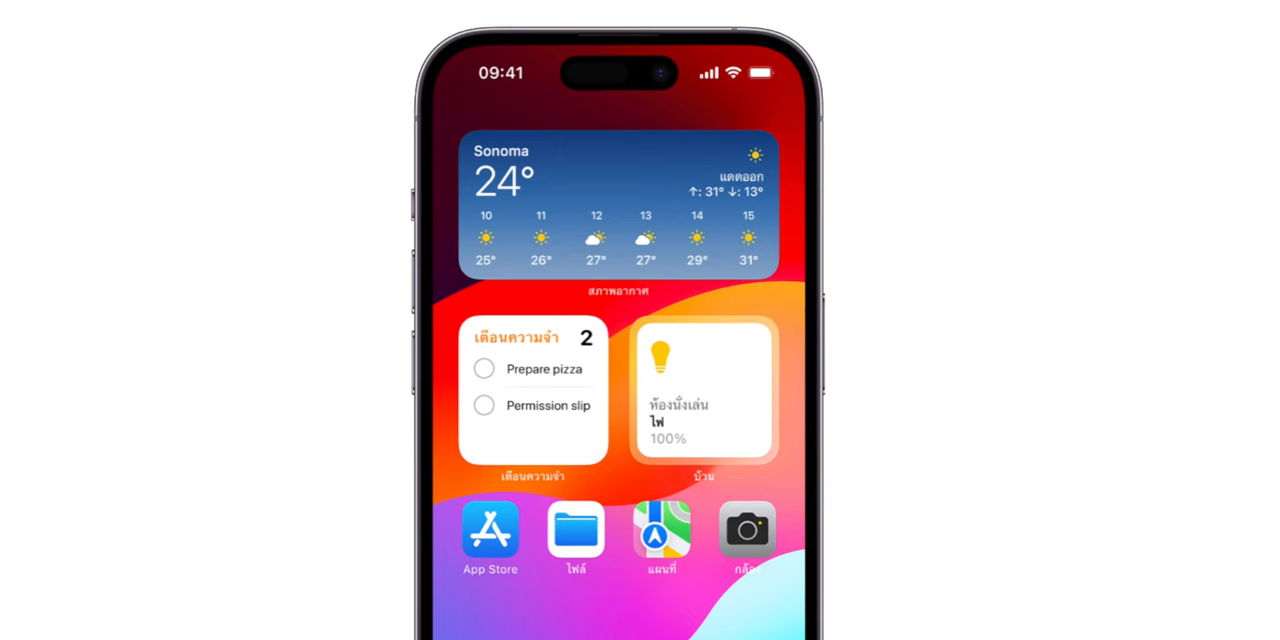 09:41
Sonoma
24°
แดดออก
↑: 31° ↓: 13°
10 11 12 13 14 15
25° 26° 27° 27° 29° 31°
สภาพอากาศ
เตือนความจำ 2
Prepare pizza
Permission slip
ห้องนั่งเล่น
ไฟ
100%
เตือนความจำ บ้าน
App Store ไฟล์ แผนที่ กล้อง